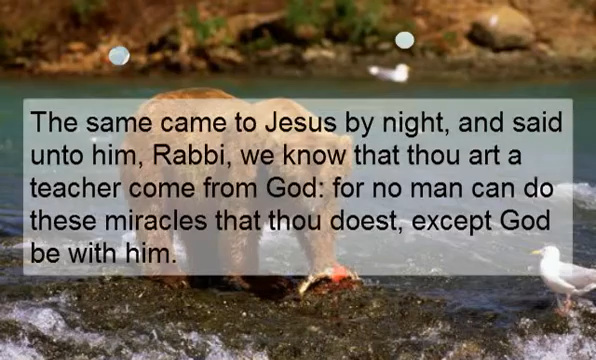 The same came to Jesus by night, and said
unto him, Rabbi, we know that thou art a
teacher come from God: for no man can do
these miracles that thou doest, except God
be with him.